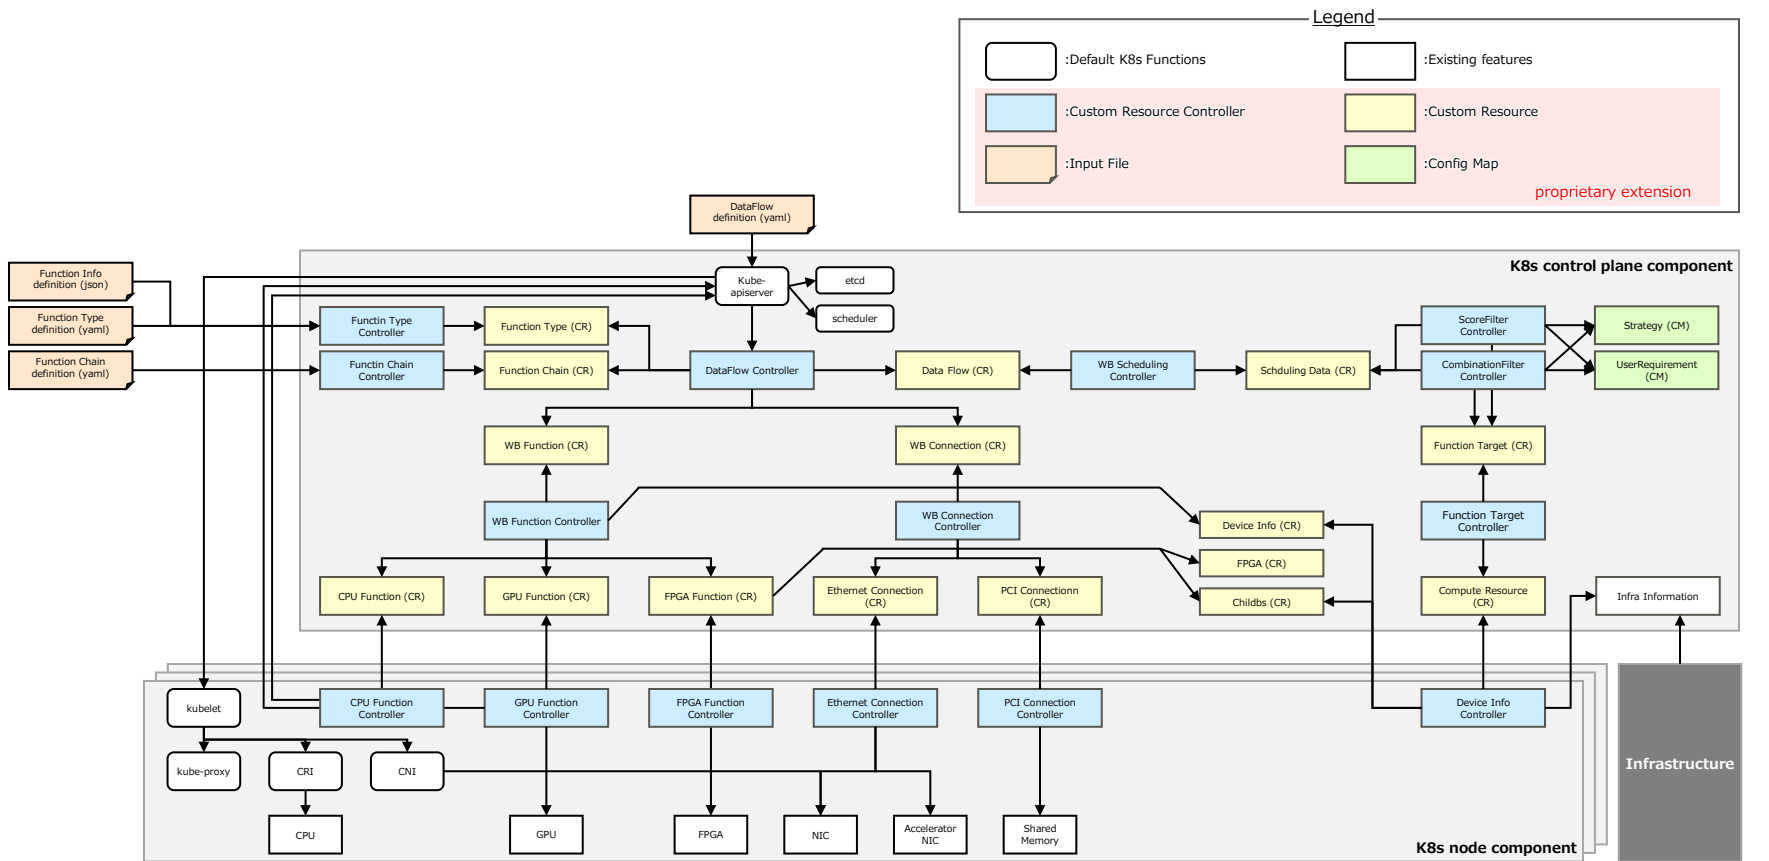 Legend
:Default K8s Functions
:Existing features
:Custom Resource Controller
:Custom Resource
:Input File
:Config Map
proprietary extension
DataFlow
definition (yaml)
K8s control plane component
Function Info
definition (json)
Function Type
definition (yaml)
Function Chain
definition (yaml)
Kube-
apiserver
etcd
scheduler
Functin Type
Controller
Function Type (CR)
ScoreFilter
Controller
Strategy (CM)
Functin Chain
Controller
Function Chain (CR)
DataFlow Controller
Data Flow (CR)
WB Scheduling
Controller
Schduling Data (CR)
CombinationFilter
Controller
UserRequirement
(CM)
WB Function (CR)
WB Connection (CR)
Function Target (CR)
WB Function Controller
WB Connection
Controller
Device Info (CR)
Function Target
Controller
FPGA (CR)
CPU Function (CR)
GPU Function (CR)
FPGA Function (CR)
Ethernet Connection
(CR)
PCI Connectionn
(CR)
Childbs (CR)
Compute Resource
(CR)
Infra Information
kubelet
CPU Function
Controller
GPU Function
Controller
FPGA Function
Controller
Ethernet Connection
Controller
PCI Connection
Controller
Device Info
Controller
kube-proxy
CRI
CNI
Infrastructure
CPU
GPU
FPGA
NIC
Accelerator
NIC
Shared
Memory
K8s node component